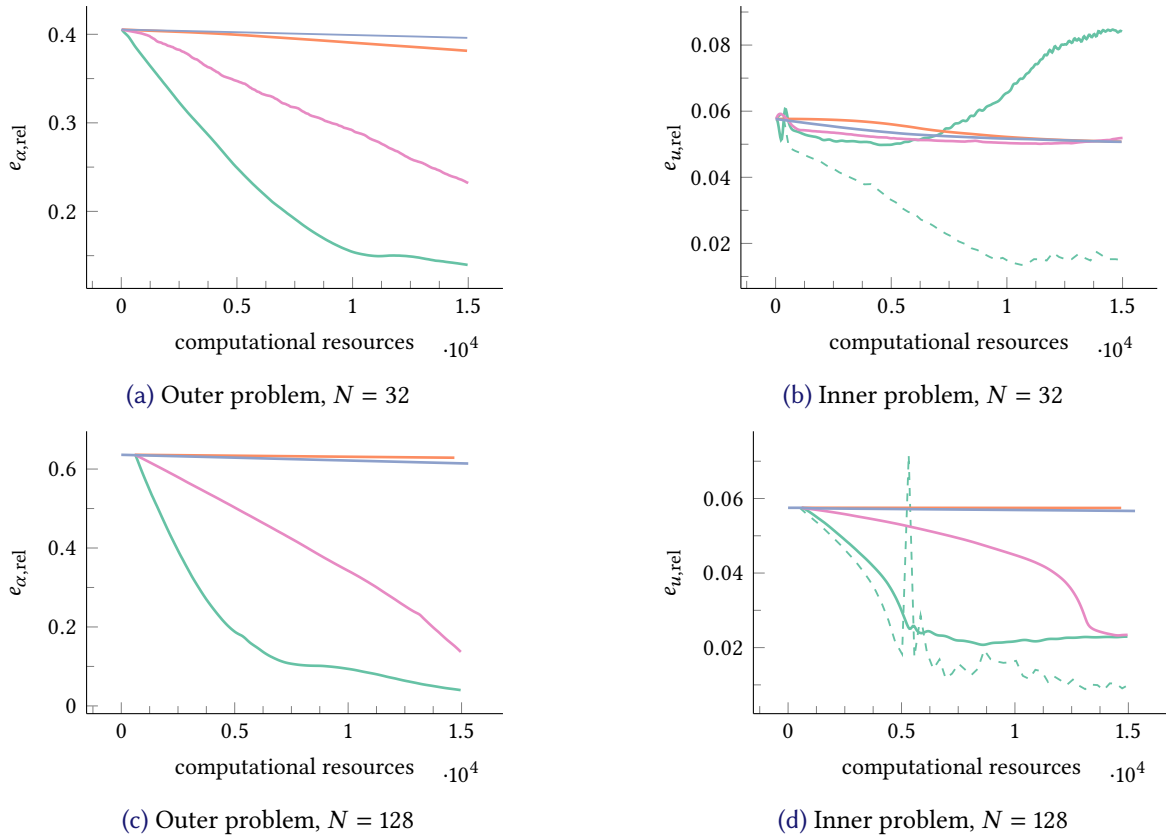 0.4
0.3
0.2
e_{α,rel}
0 0.5 1 1.5
computational resources ·10^4
(a) Outer problem, N = 32
0.08
0.06
0.04
0.02
e_{u,rel}
0 0.5 1 1.5
computational resources ·10^4
(b) Inner problem, N = 32
0.6
0.4
0.2
0
e_{α,rel}
0 0.5 1 1.5
computational resources ·10^4
(c) Outer problem, N = 128
0.06
0.04
0.02
e_{u,rel}
0 0.5 1 1.5
computational resources ·10^4
(d) Inner problem, N = 128